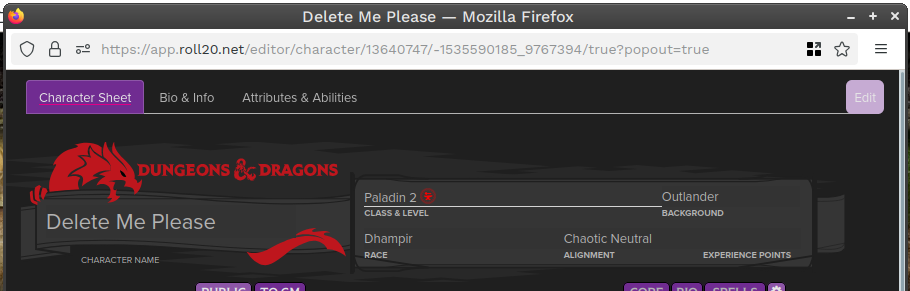 Delete Me Please — Mozilla Firefox
https://app.roll20.net/editor/character/13640747/-1535590185_9767394/true?popout=true
Character Sheet Bio & Info Attributes & Abilities Edit
DUNGEONS & DRAGONS
Paladin 2 Outlander
CLASS & LEVEL BACKGROUND
Delete Me Please
Dhampir Chaotic Neutral
RACE ALIGNMENT EXPERIENCE POINTS
CHARACTER NAME
PUBLIC TO GM CORE BIO SPELLS